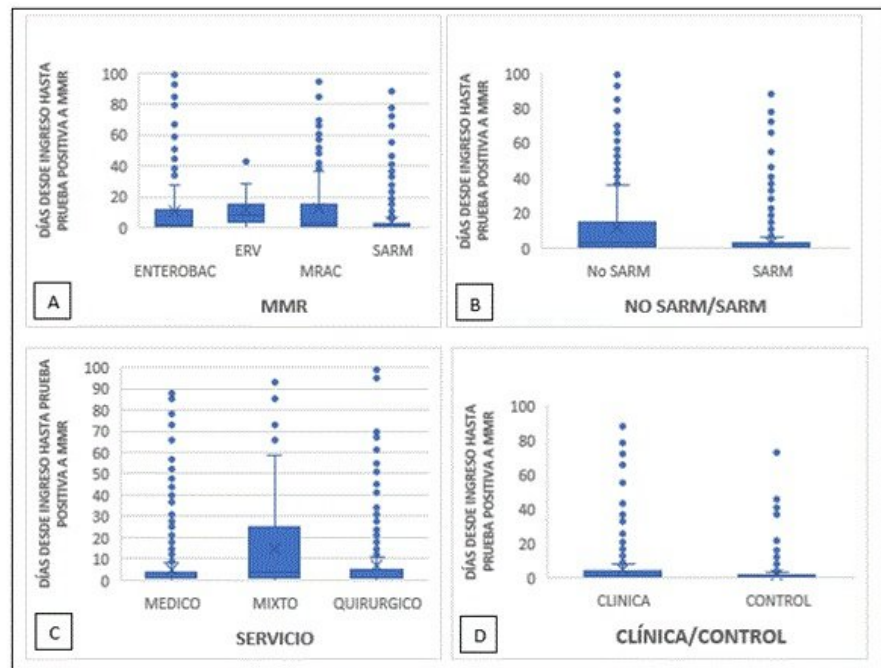 DÍAS DESDE INGRESO HASTA
PRUEBA POSITIVA A MMR
100
80
60
40
20
0
ERV
SARM
ENTEROBAC
MRAC
A
MMR
DÍAS DESDE INGRESO HASTA
PRUEBA POSITIVA A MMR
100
80
60
40
20
0
No SARM
SARM
B
NO SARM/SARM
DÍAS DESDE INGRESO HASTA PRUEBA
POSITIVA A MMR
100
90
80
70
60
50
40
30
20
10
0
MEDICO
MIXTO
QUIRURGICO
C
SERVICIO
DÍAS DESDE INGRESO HASTA
PRUEBA POSITIVA A MMR
100
80
60
40
20
0
CLINICA
CONTROL
D
CLÍNICA/CONTROL